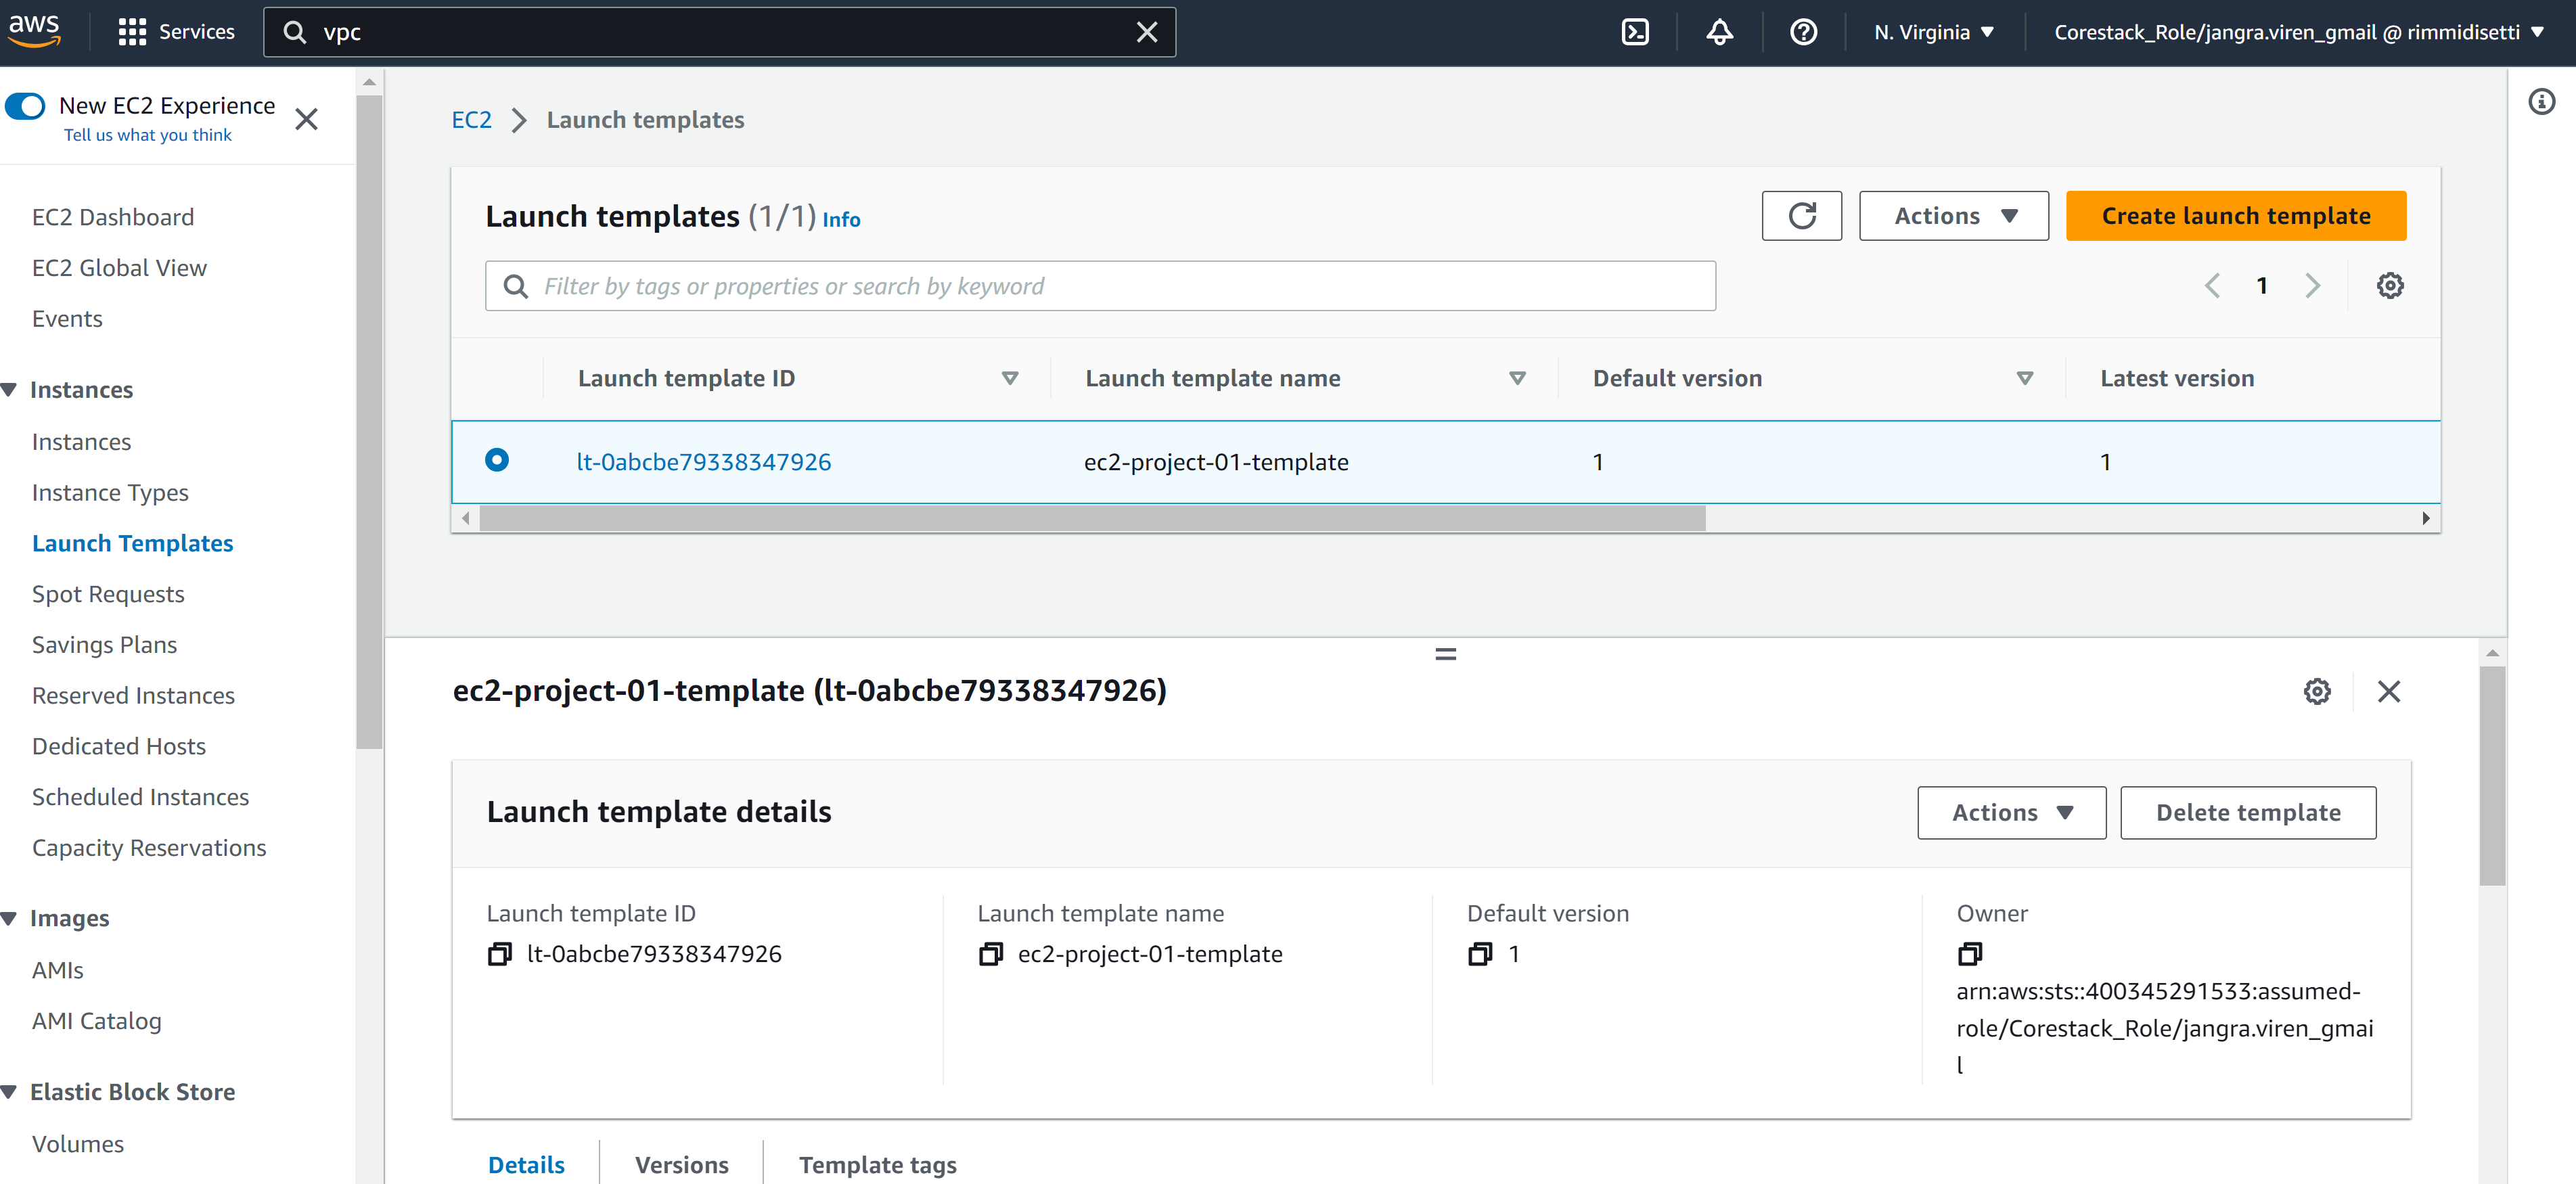 aws
Services
vpc
N. Virginia
Corestack_Role/jangra.viren_gmail @ rimmidisetti
New EC2 Experience
Tell us what you think
EC2 Dashboard
EC2 Global View
Events
Instances
Instances
Instance Types
Launch Templates
Spot Requests
Savings Plans
Reserved Instances
Dedicated Hosts
Scheduled Instances
Capacity Reservations
Images
AMIs
AMI Catalog
Elastic Block Store
Volumes
EC2 > Launch templates
Launch templates (1/1) Info
Actions
Create launch template
Filter by tags or properties or search by keyword
1
Launch template ID Launch template name Default version Latest version
lt-0abcbe79338347926 ec2-project-01-template 1 1
ec2-project-01-template (lt-0abcbe79338347926)
Launch template details
Actions
Delete template
Launch template ID
lt-0abcbe79338347926
Launch template name
ec2-project-01-template
Default version
1
Owner
arn:aws:sts::400345291533:assumed-
role/Corestack_Role/jangra.viren_gmai
l
Details Versions Template tags